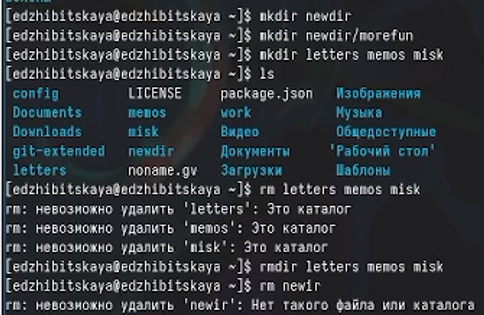 [edzhibitskaya@edzhibitskaya ~]$ mkdir newdir
[edzhibitskaya@edzhibitskaya ~]$ mkdir newdir/morefun
[edzhibitskaya@edzhibitskaya ~]$ mkdir letters memos misk
[edzhibitskaya@edzhibitskaya ~]$ ls
config LICENSE package.json Изображения
Documents memos work Музыка
Downloads misk Видео Общедоступные
git-extended newdir Документы 'Рабочий стол'
letters noname.gv Загрузки Шаблоны
[edzhibitskaya@edzhibitskaya ~]$ rm letters memos misk
rm: невозможно удалить 'letters': Это каталог
rm: невозможно удалить 'memos': Это каталог
rm: невозможно удалить 'misk': Это каталог
[edzhibitskaya@edzhibitskaya ~]$ rmdir letters memos misk
[edzhibitskaya@edzhibitskaya ~]$ rm newir
rm: невозможно удалить 'newir': Нет такого файла или каталога